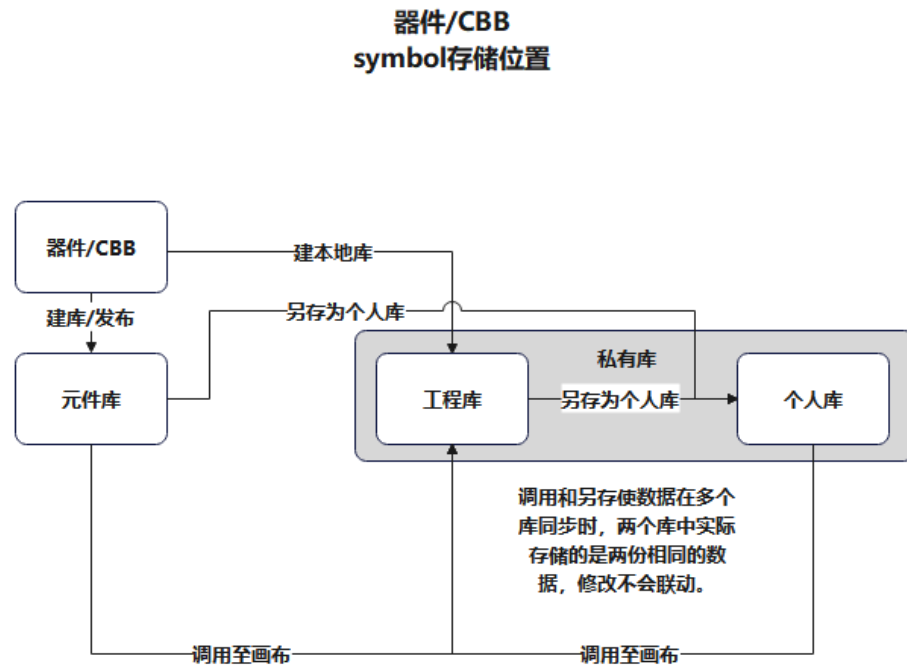 器件/CBB
symbol存储位置
器件/CBB
建本地库
建库/发布
另存为个人库
私有库
元件库
工程库
另存为个人库
个人库
调用和另存使数据在多个
库同步时，两个库中实际
存储的是两份相同的数
据，修改不会联动。
调用至画布
调用至画布